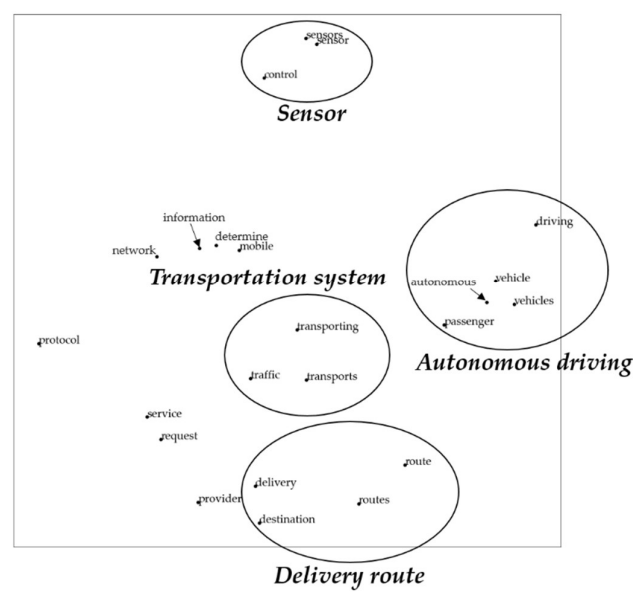 sensors
sensor
control
Sensor
information
driving
determine
mobile
network
Transportation system
vehicle
autonomous
vehicles
passenger
transporting
protocol
Autonomous driving
traffic
transports
service
request
route
delivery
provider
routes
destination
Delivery route